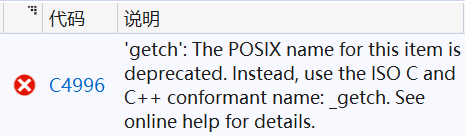 代码 说明
'getch': The POSIX name for this item is
deprecated. Instead, use the ISO C and
C4996 C++ conformant name: _getch. See
online help for details.